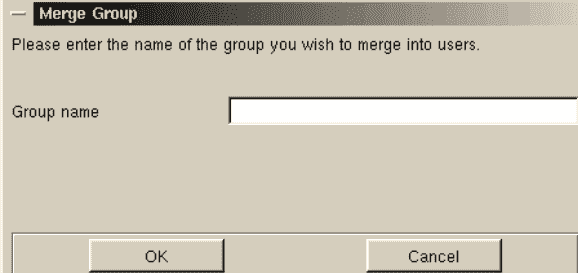 Merge Group
Please enter the name of the group you wish to merge into users.
Group name
OK
Cancel